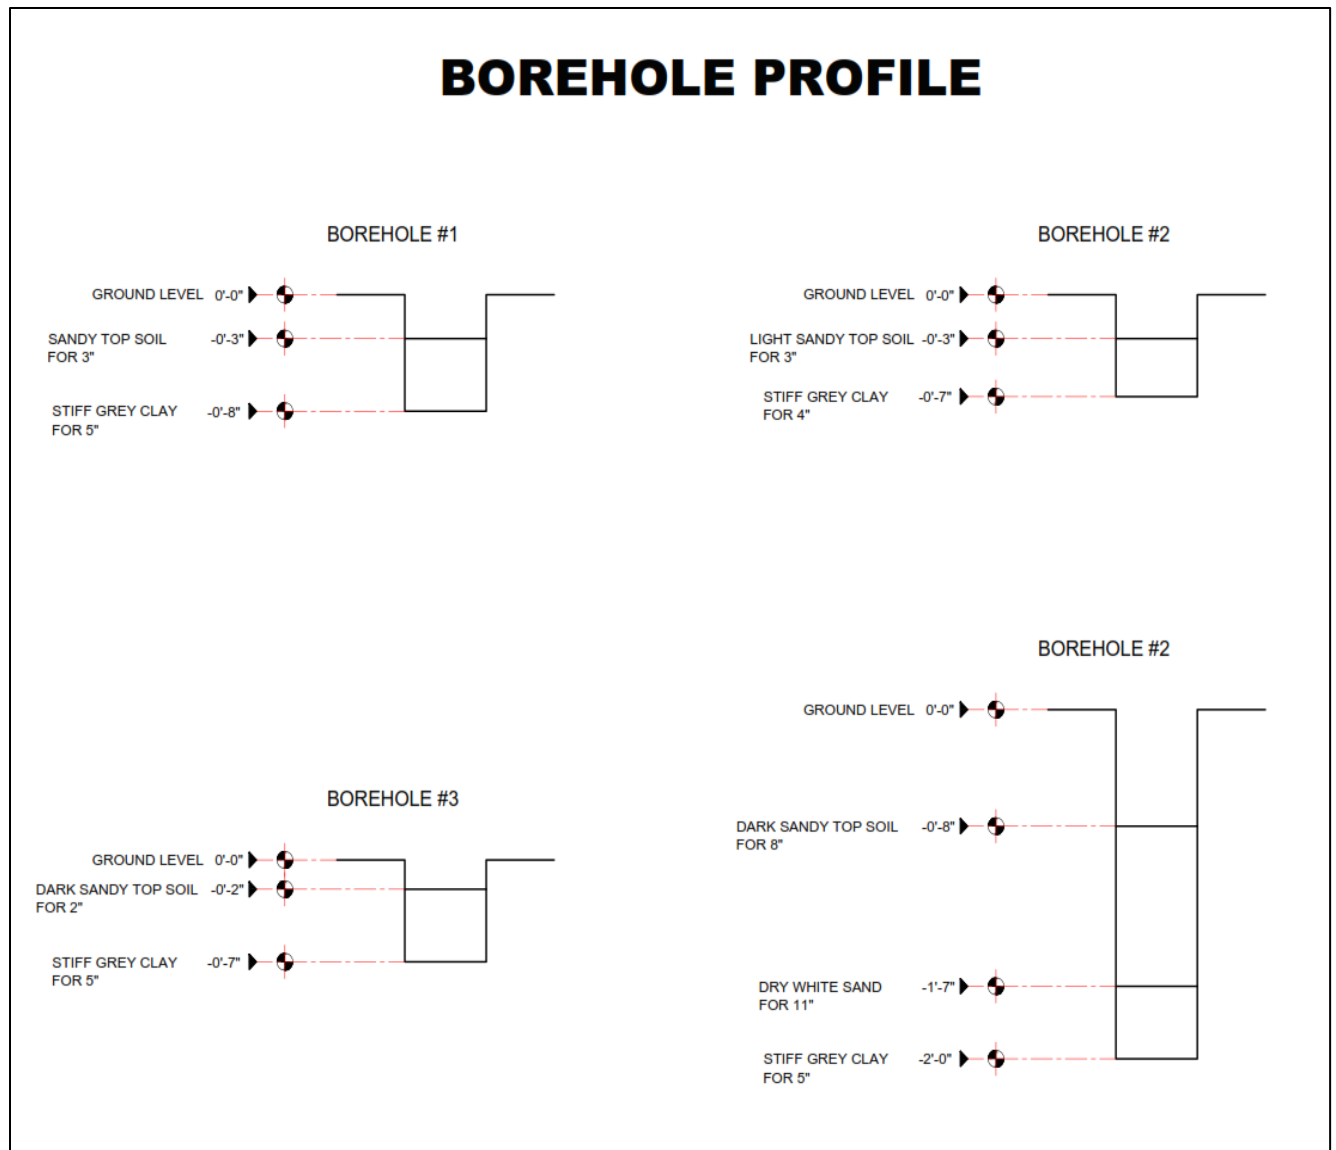 BOREHOLE PROFILE
BOREHOLE #1
GROUND LEVEL 0'-0"
SANDY TOP SOIL -0'-3"
FOR 3"
STIFF GREY CLAY -0'-8"
FOR 5"
BOREHOLE #2
GROUND LEVEL 0'-0"
LIGHT SANDY TOP SOIL -0'-3"
FOR 3"
STIFF GREY CLAY -0'-7"
FOR 4"
BOREHOLE #3
GROUND LEVEL 0'-0"
DARK SANDY TOP SOIL -0'-2"
FOR 2"
STIFF GREY CLAY -0'-7"
FOR 5"
BOREHOLE #2
GROUND LEVEL 0'-0"
DARK SANDY TOP SOIL -0'-8"
FOR 8"
DRY WHITE SAND -1'-7"
FOR 11"
STIFF GREY CLAY -2'-0"
FOR 5"